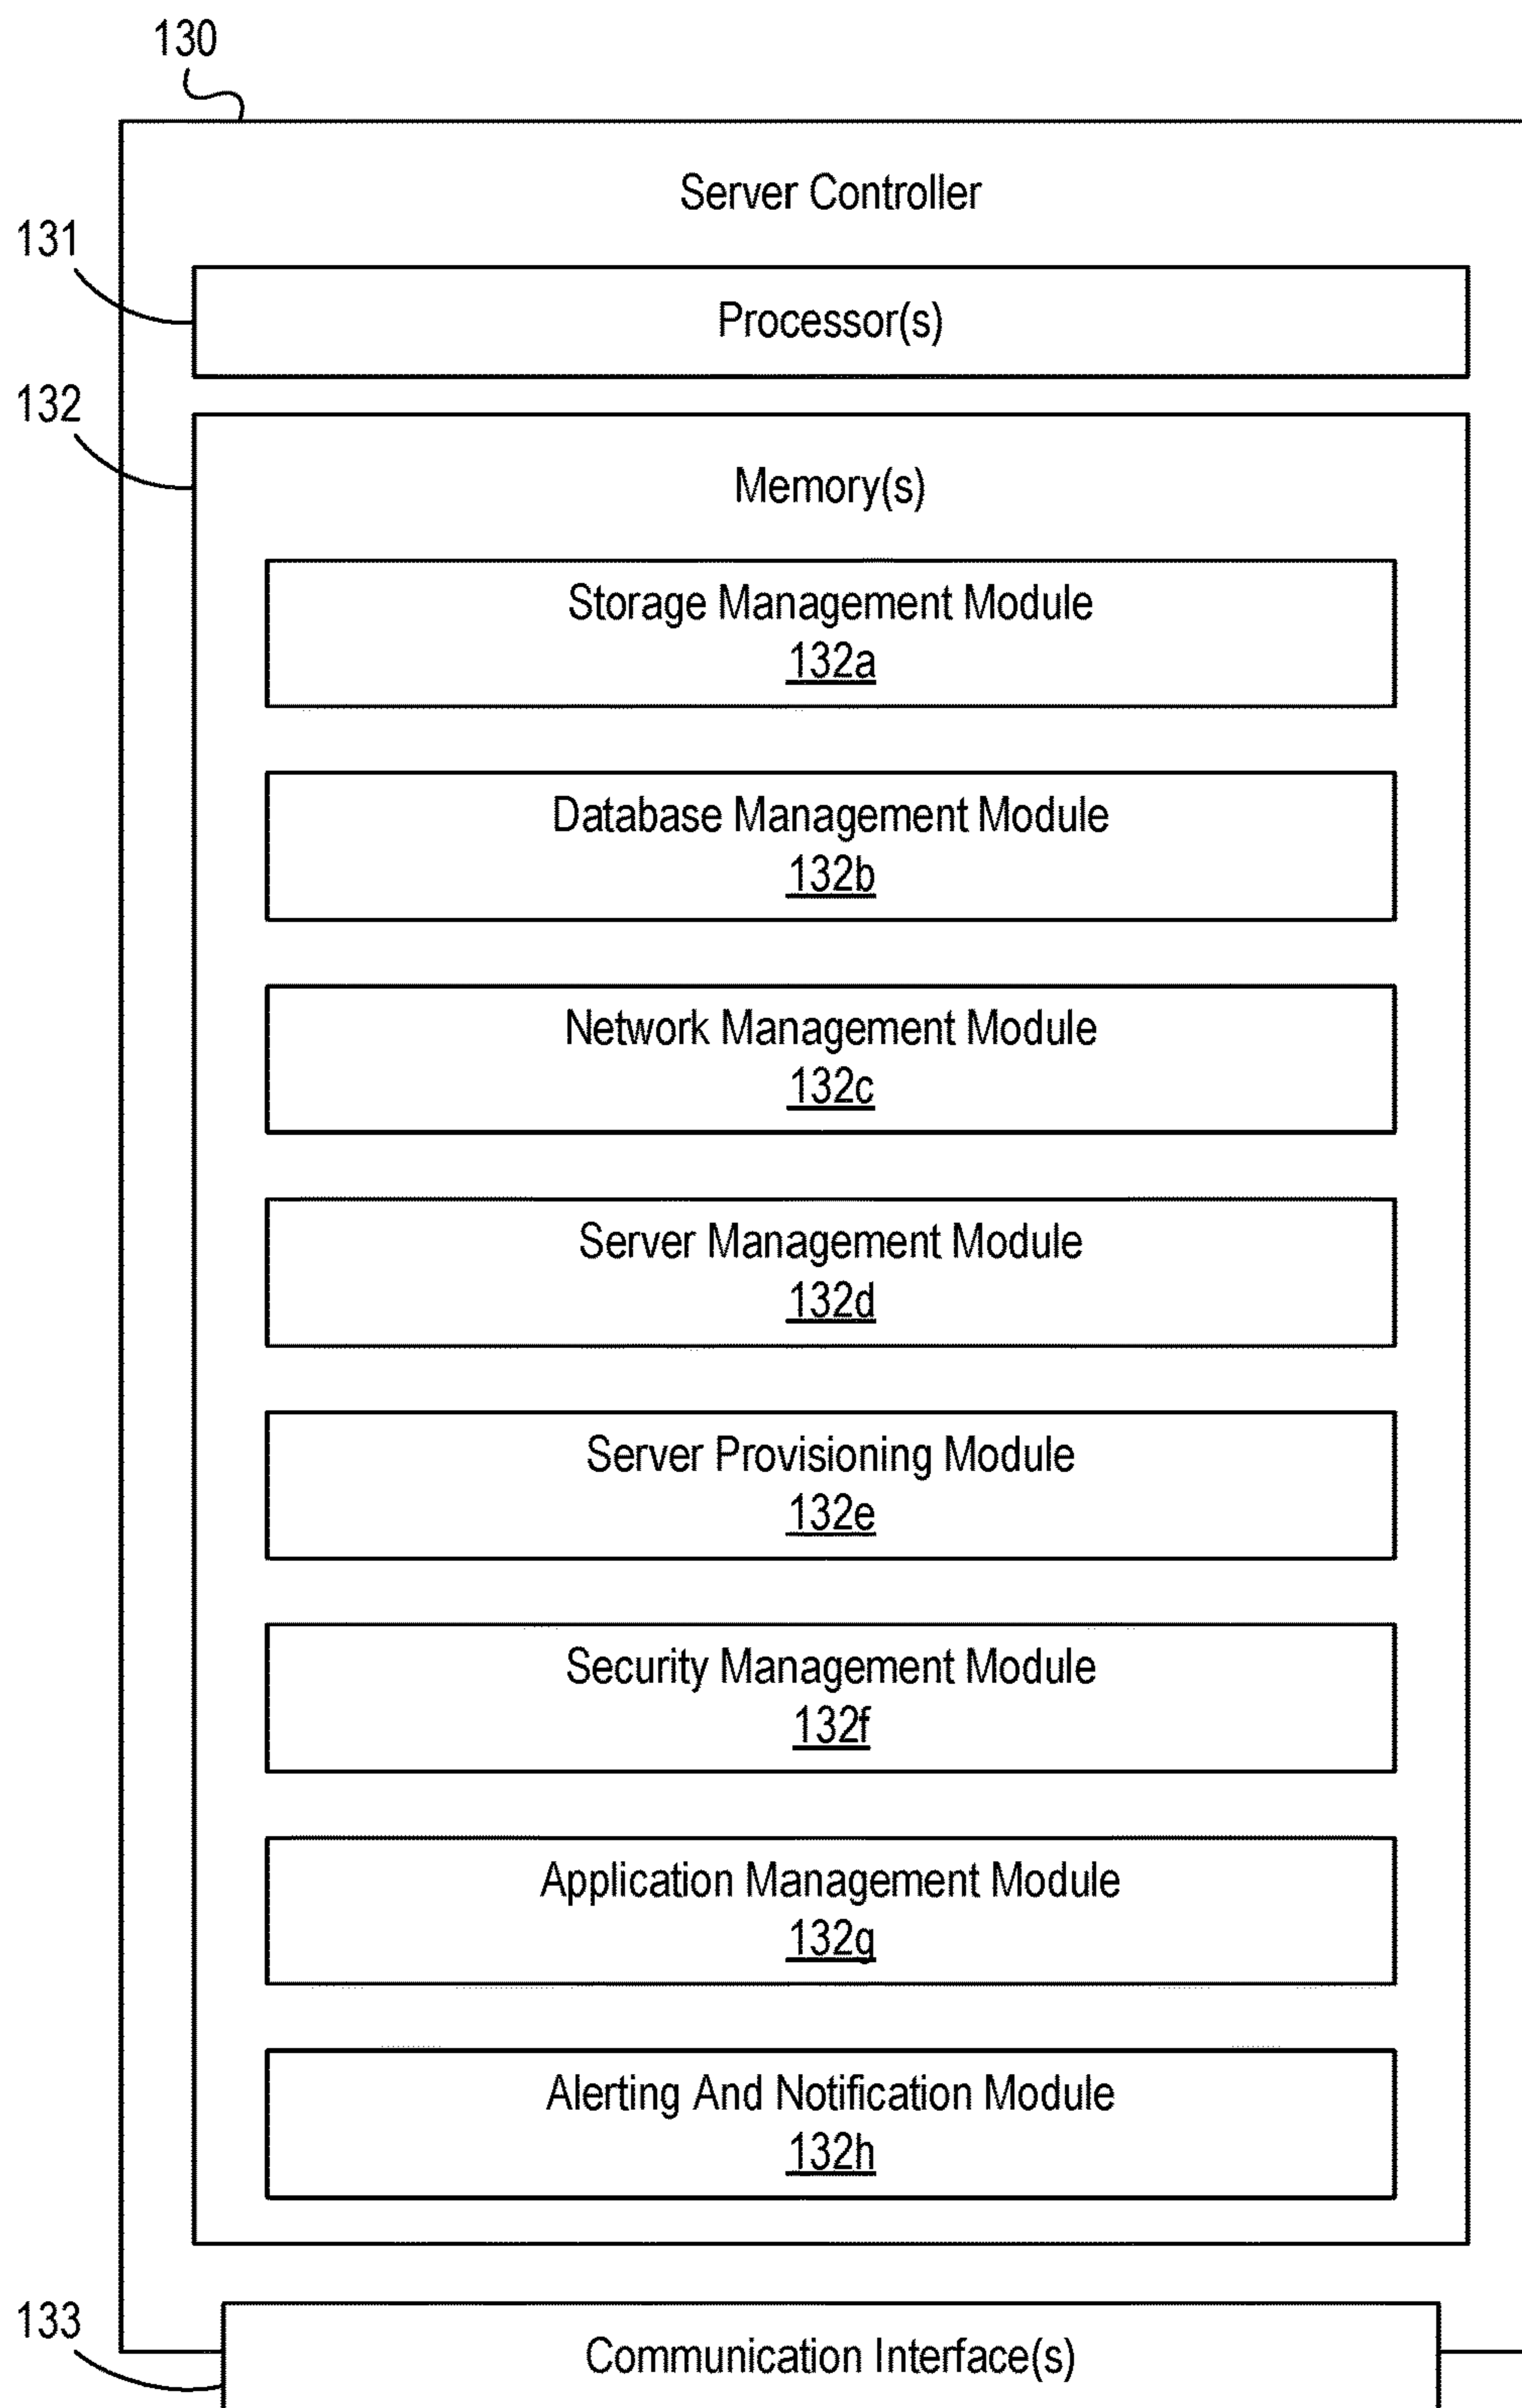 130
Server Controller
131
Processor(s)
132
Memory(s)
Storage Management Module
132a
Database Management Module
132b
Network Management Module
132c
Server Management Module
132d
Server Provisioning Module
132e
Security Management Module
132f
Application Management Module
132g
Alerting And Notification Module
132h
133
Communication Interface(s)